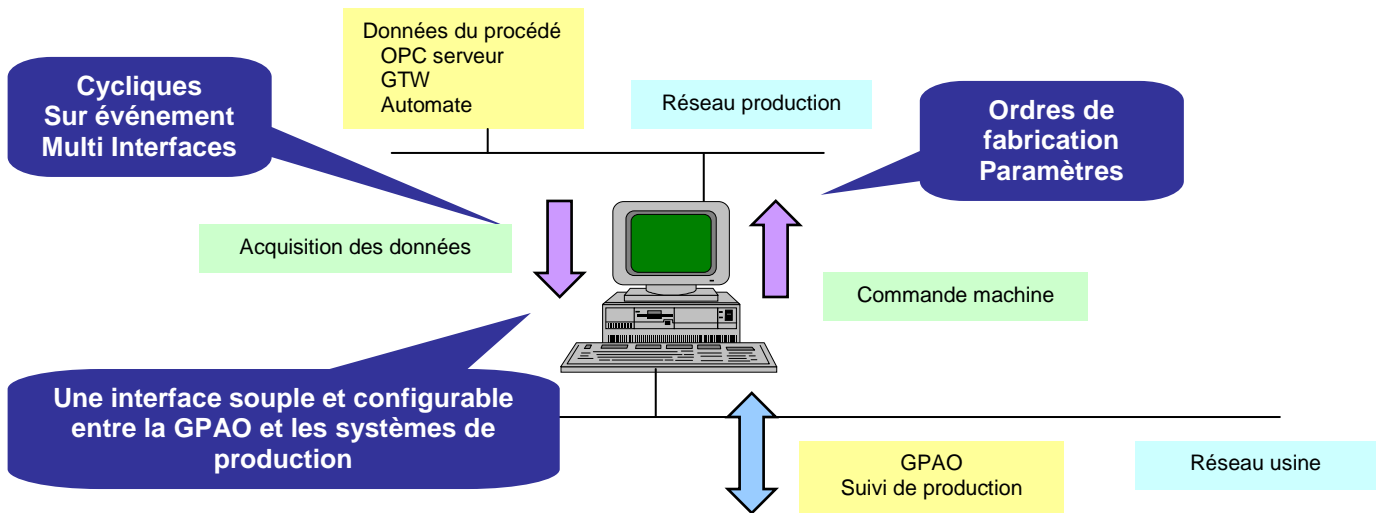 Données du procédé
OPC serveur
GTW
Automate
Cycliques
Sur événement
Multi Interfaces
Réseau production
Ordres de
fabrication
Paramètres
Acquisition des données
Commande machine
Une interface souple et configurable
entre la GPAO et les systèmes de
production
GPAO
Suivi de production
Réseau usine